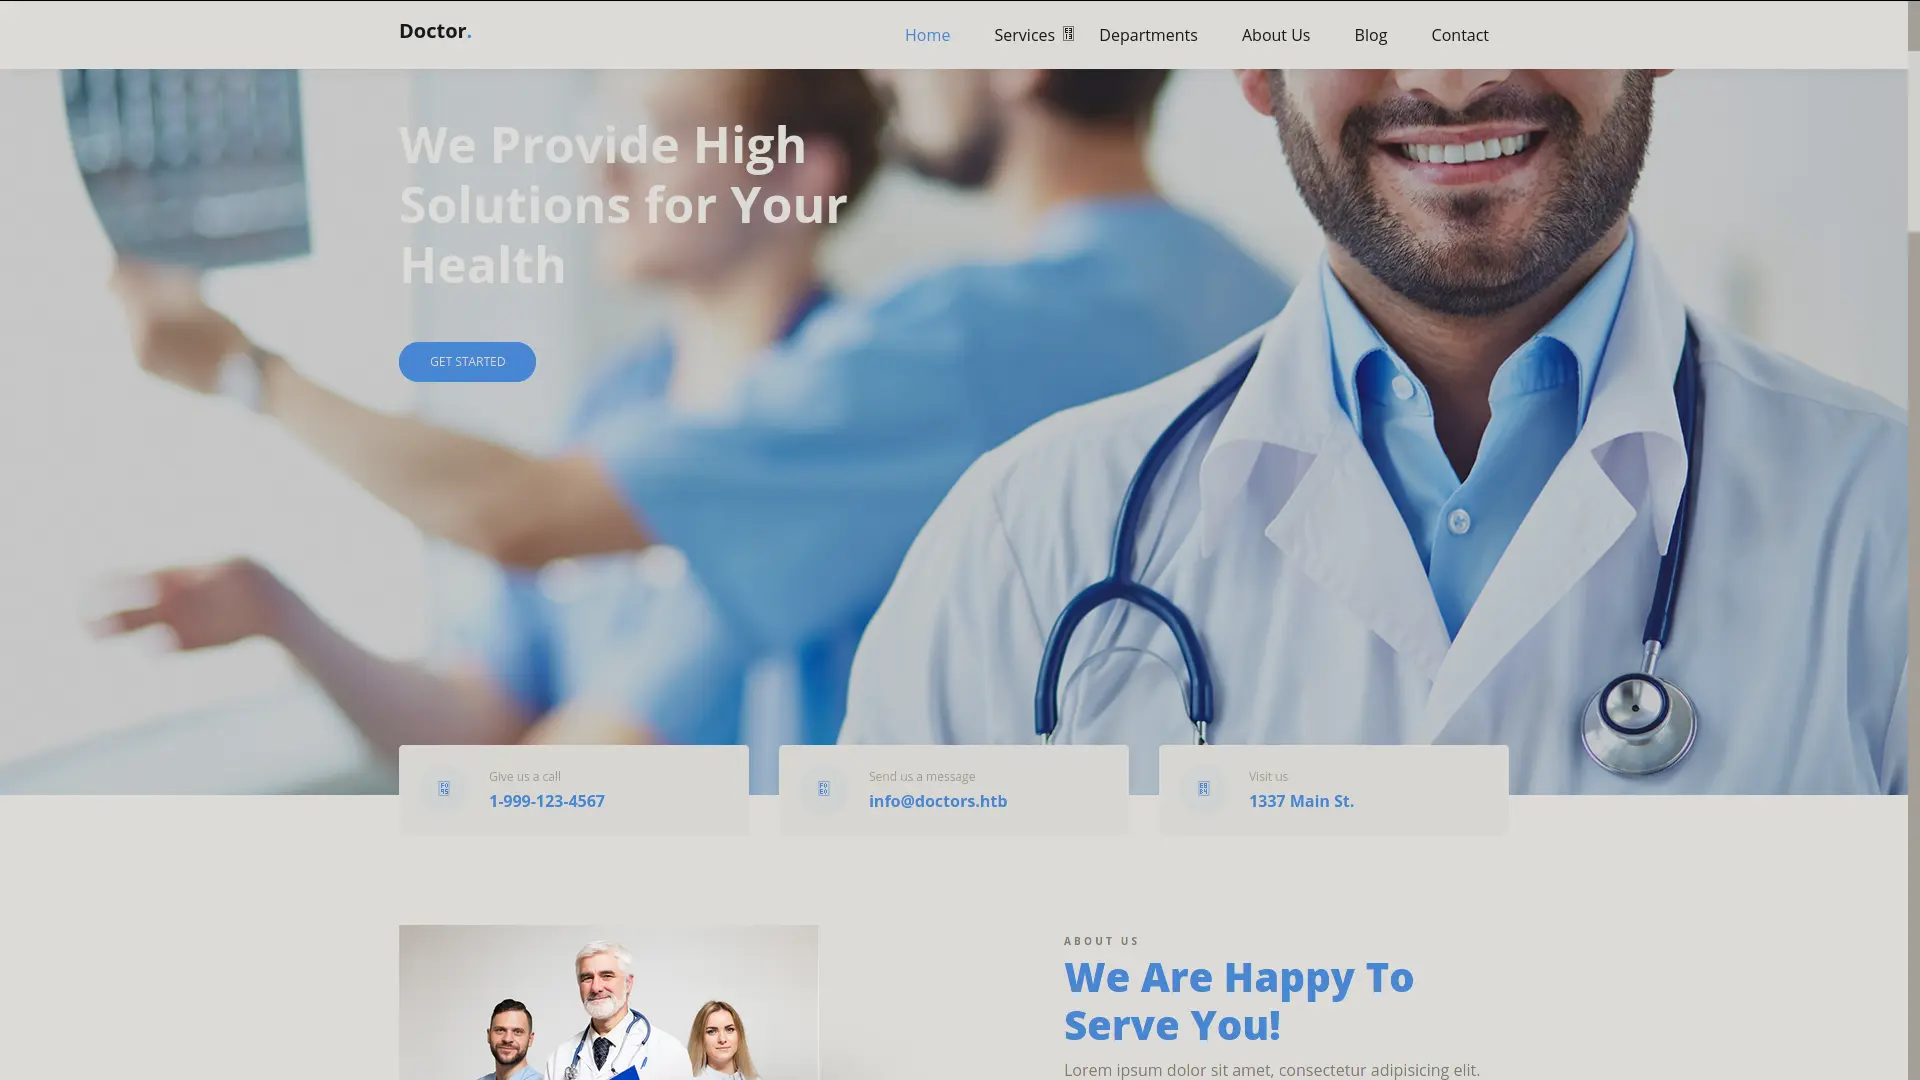 Doctor.
Home Services Departments About Us Blog Contact
We Provide High
Solutions for Your
Health
GET STARTED
Give us a call
1-999-123-4567
Send us a message
info@doctors.htb
Visit us
1337 Main St.
ABOUT US
We Are Happy To
Serve You!
Lorem ipsum dolor sit amet, consectetur adipisicing elit.